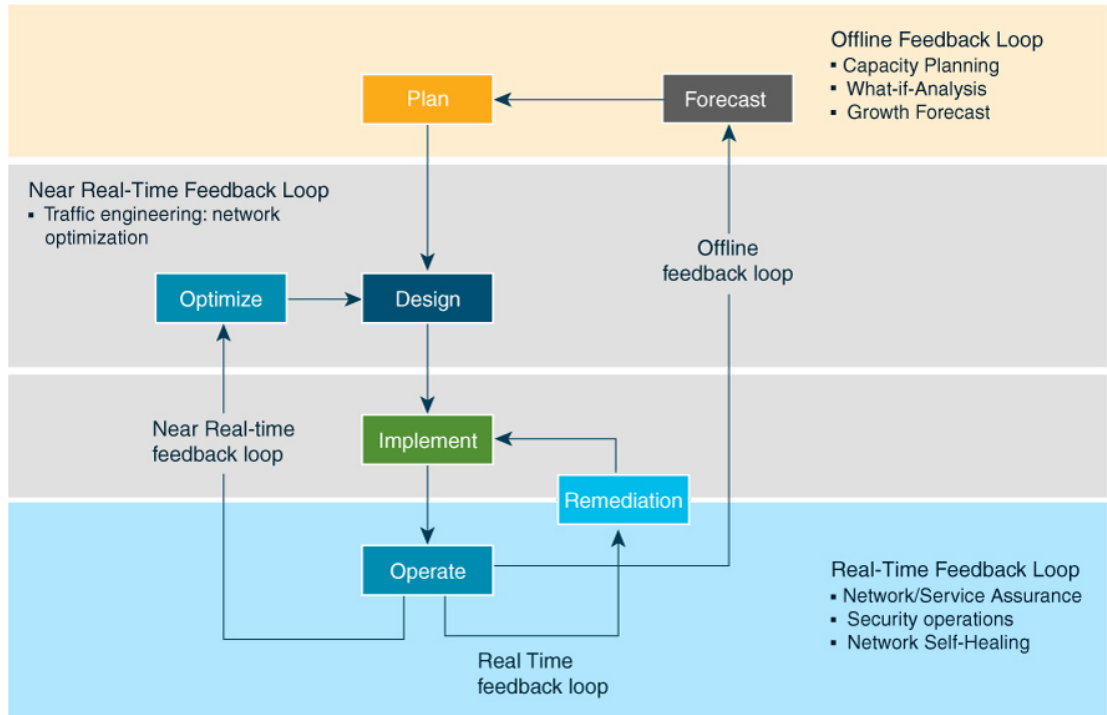 Offline Feedback Loop
▪ Capacity Planning
▪ What-if-Analysis
▪ Growth Forecast
Plan
Forecast
Near Real-Time Feedback Loop
▪ Traffic engineering: network
optimization
Offline
feedback loop
Optimize
Design
Near Real-time
feedback loop
Implement
Remediation
Operate
Real-Time Feedback Loop
▪ Network/Service Assurance
▪ Security operations
▪ Network Self-Healing
Real Time
feedback loop